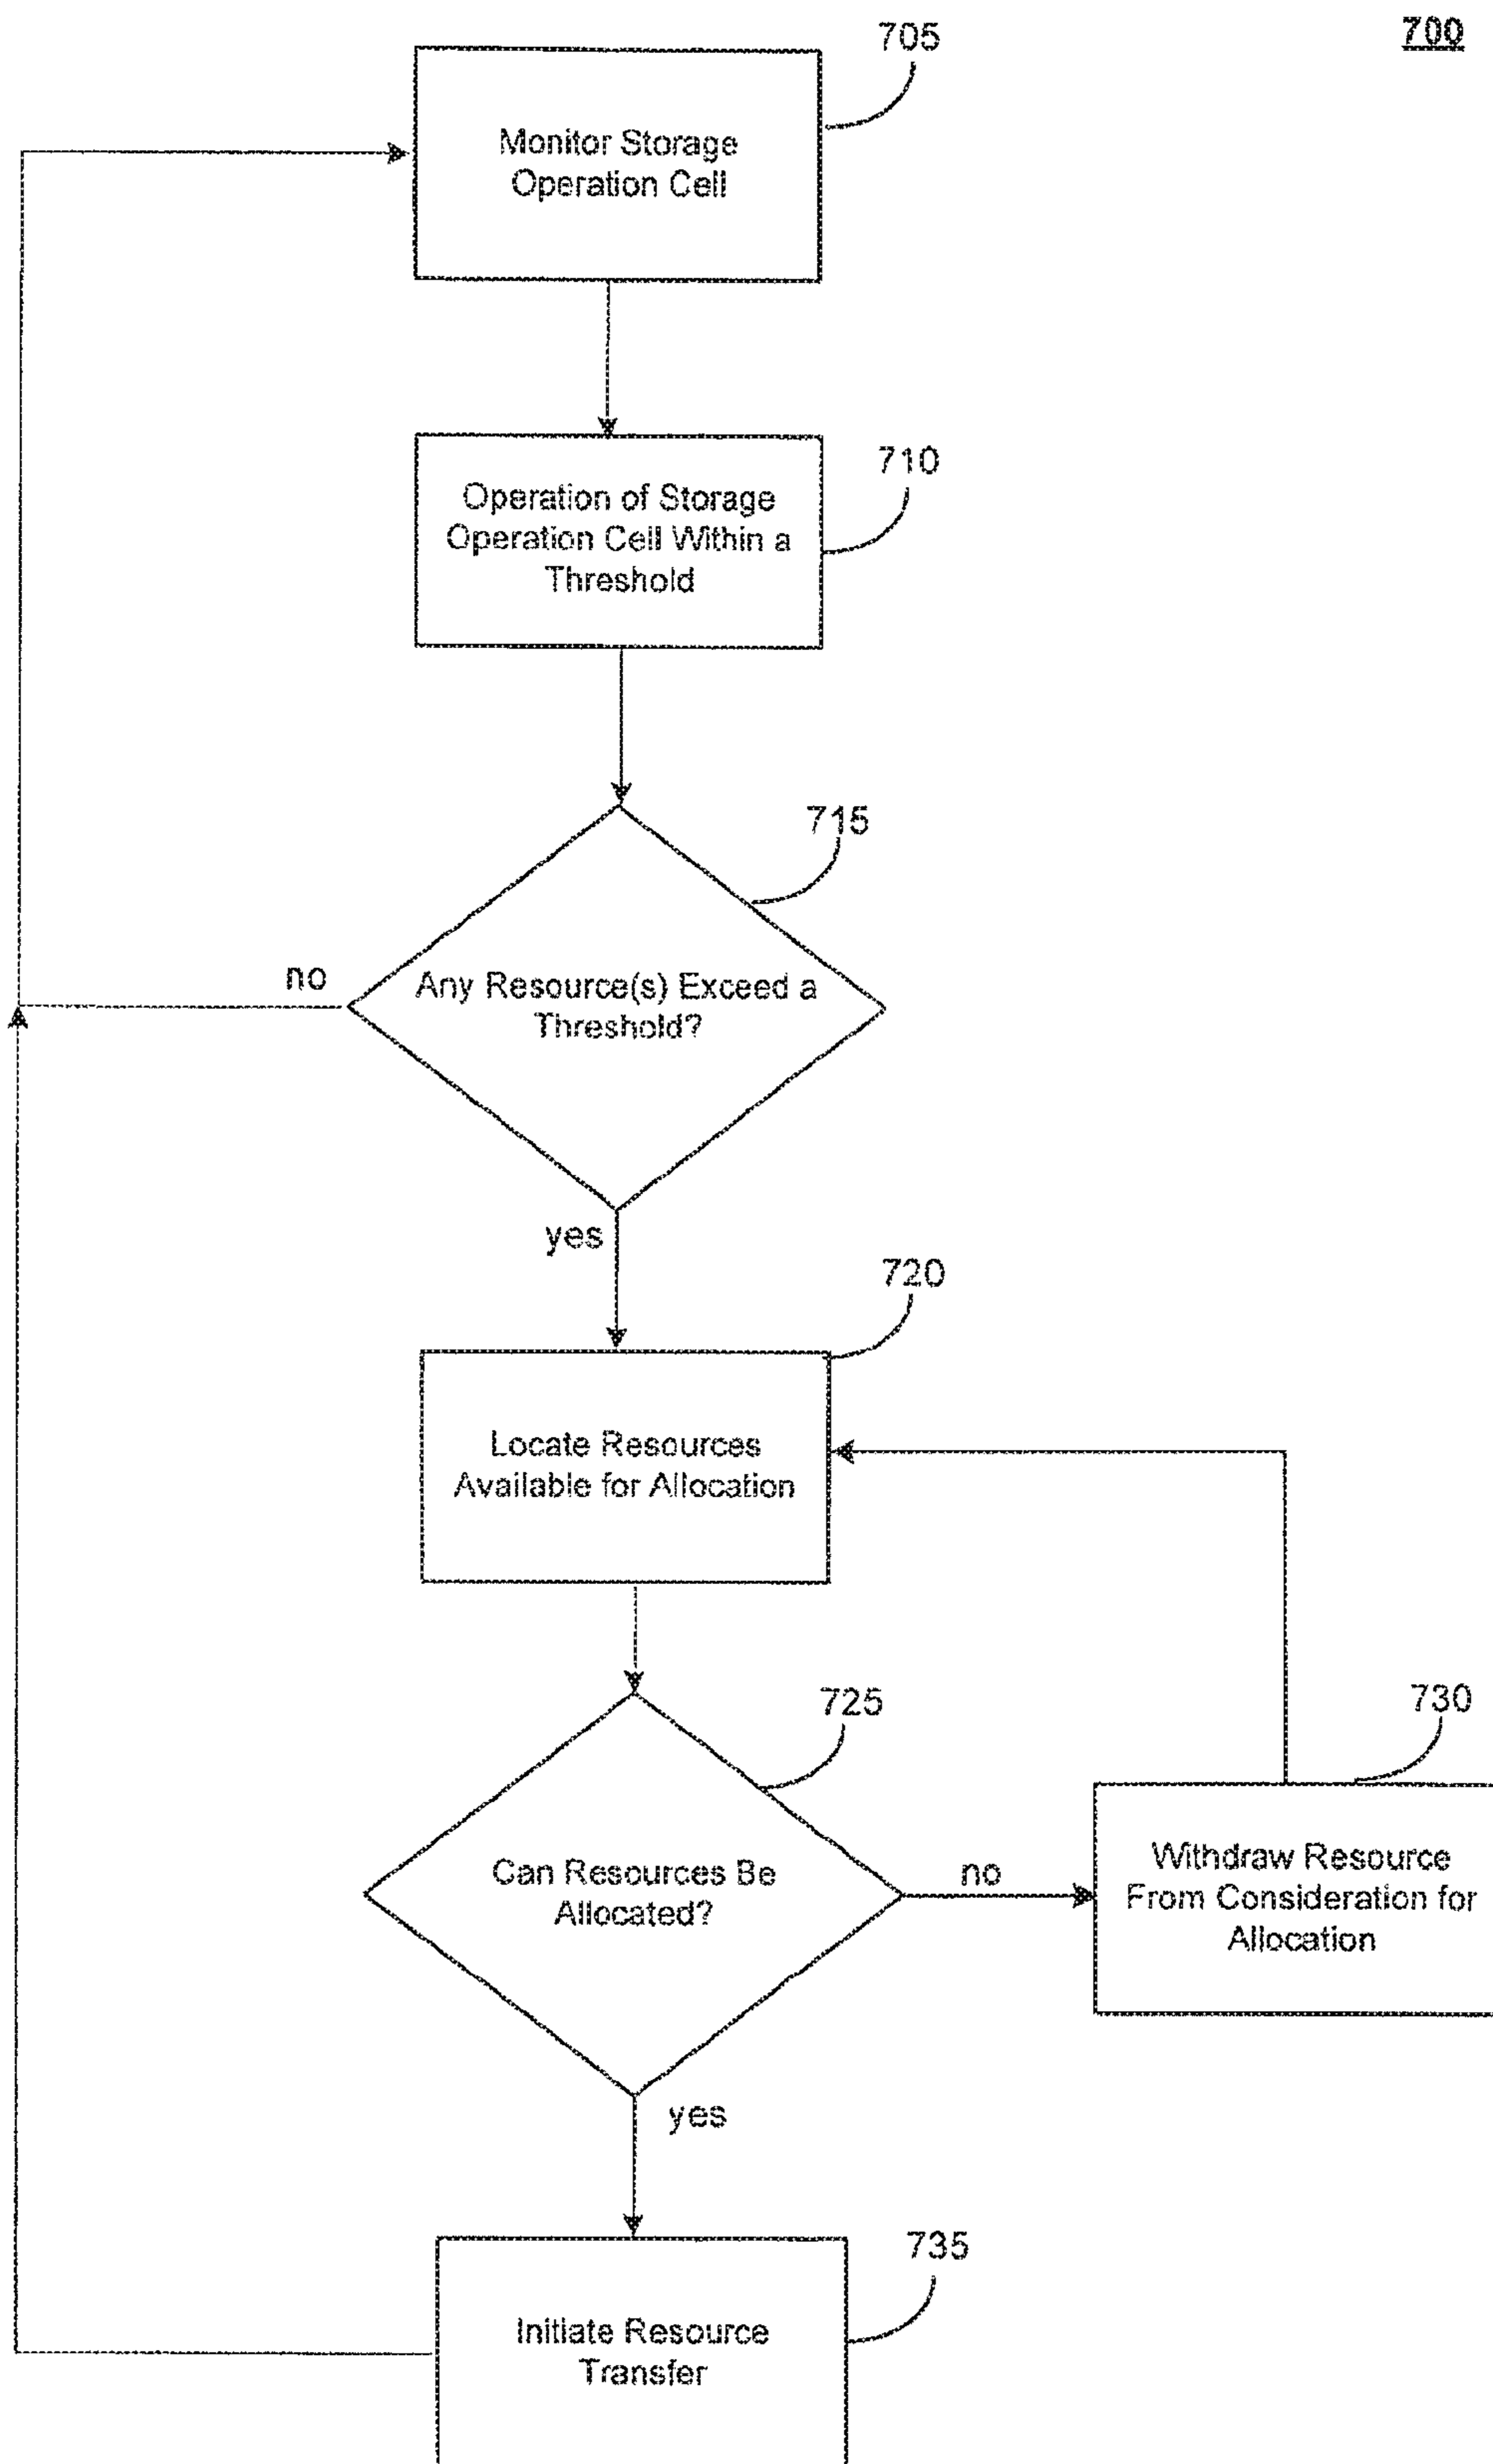 700
705
Monitor Storage
Operation Cell
710
Operation of Storage
Operation Cell Within a
Threshold
715
Any Resource(s) Exceed a
Threshold?
no
yes
720
Locate Resources
Available for Allocation
725
Can Resources Be
Allocated?
no
730
Withdraw Resource
From Consideration for
Allocation
yes
735
Initiate Resource
Transfer